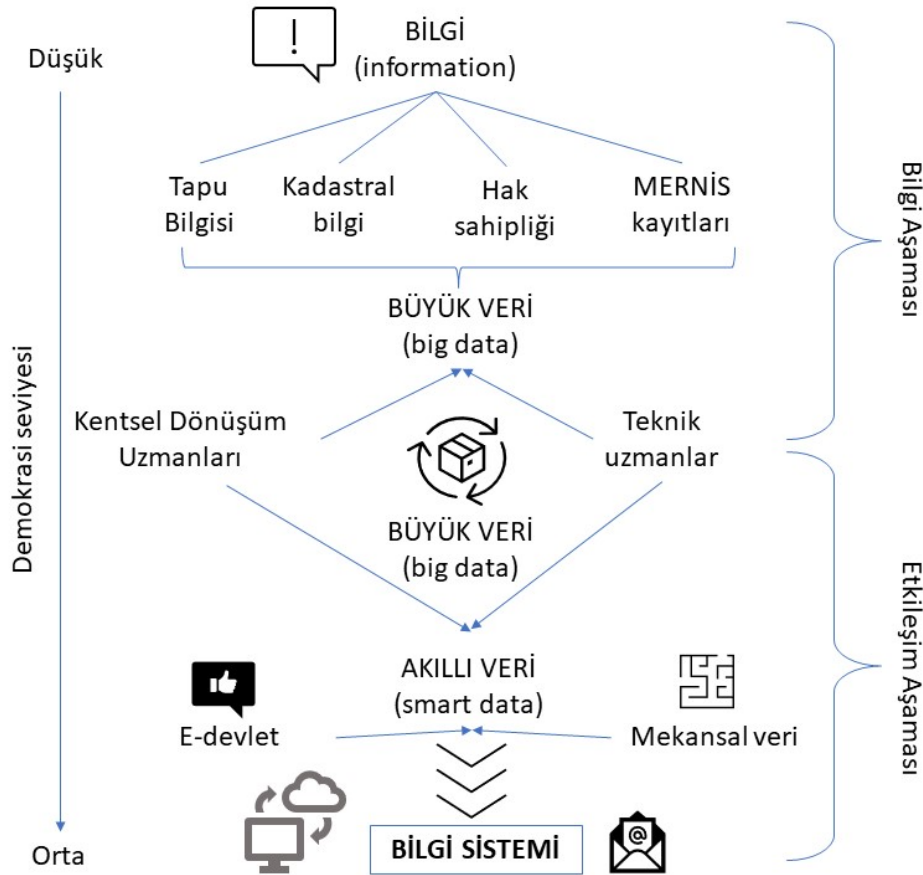 Düşük
BİLGİ
(information)
Tapu
Bilgisi
Kadastral
bilgi
Hak
sahipliği
MERNİS
kayıtları
Bilgi Aşaması
BÜYÜK VERİ
(big data)
Demokrasi seviyesi
Kentsel Dönüşüm
Uzmanları
Teknik
uzmanlar
BÜYÜK VERİ
(big data)
Etkileşim Aşaması
AKILLI VERİ
(smart data)
E-devlet
Mekansal veri
Orta
BİLGİ SİSTEMİ
@